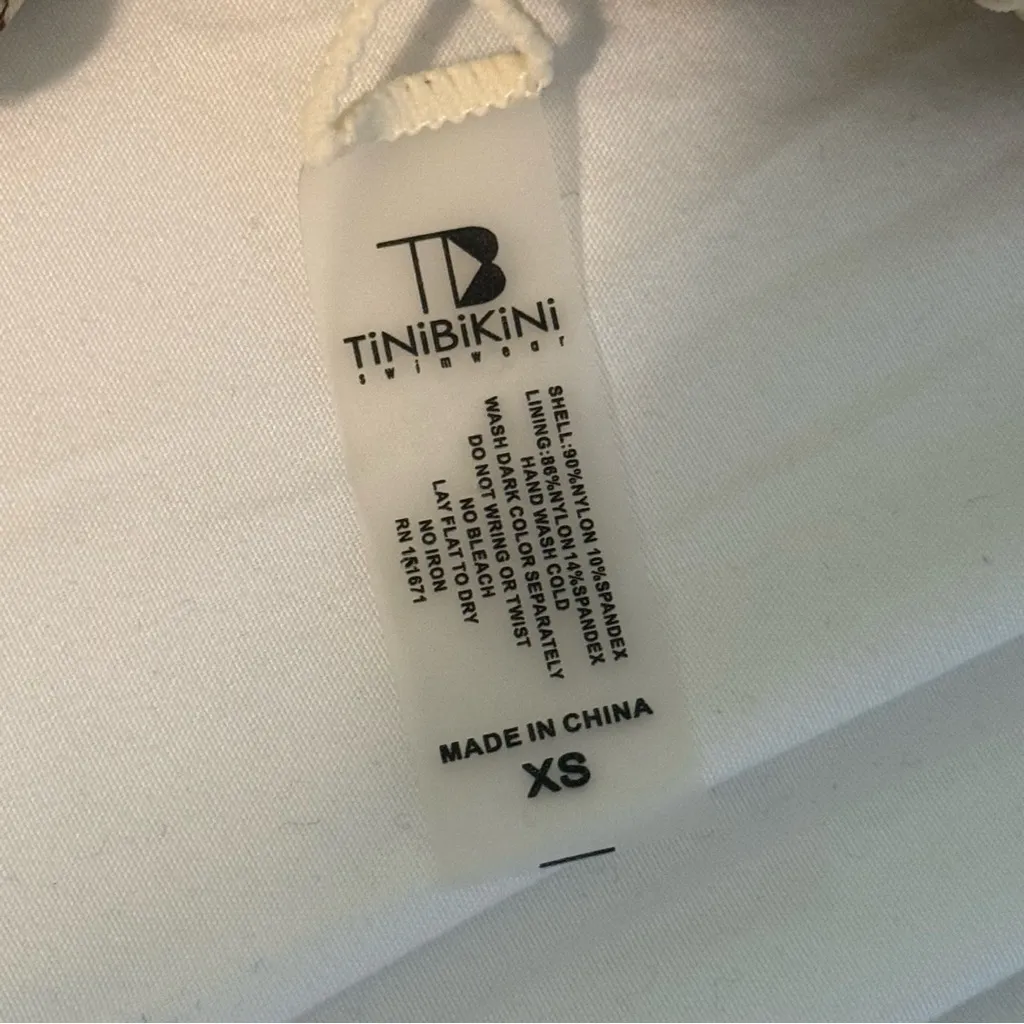 TB
TiNiBiKiNi
swimwear
SHELL:90%NYLON 10%SPANDEX
LINING:86%NYLON 14%SPANDEX
HAND WASH COLD
WASH DARK COLOR SEPARATELY
DO NOT WRING OR TWIST
NO BLEACH
LAY FLAT TO DRY
NO IRON
RN
MADE IN CHINA
XS